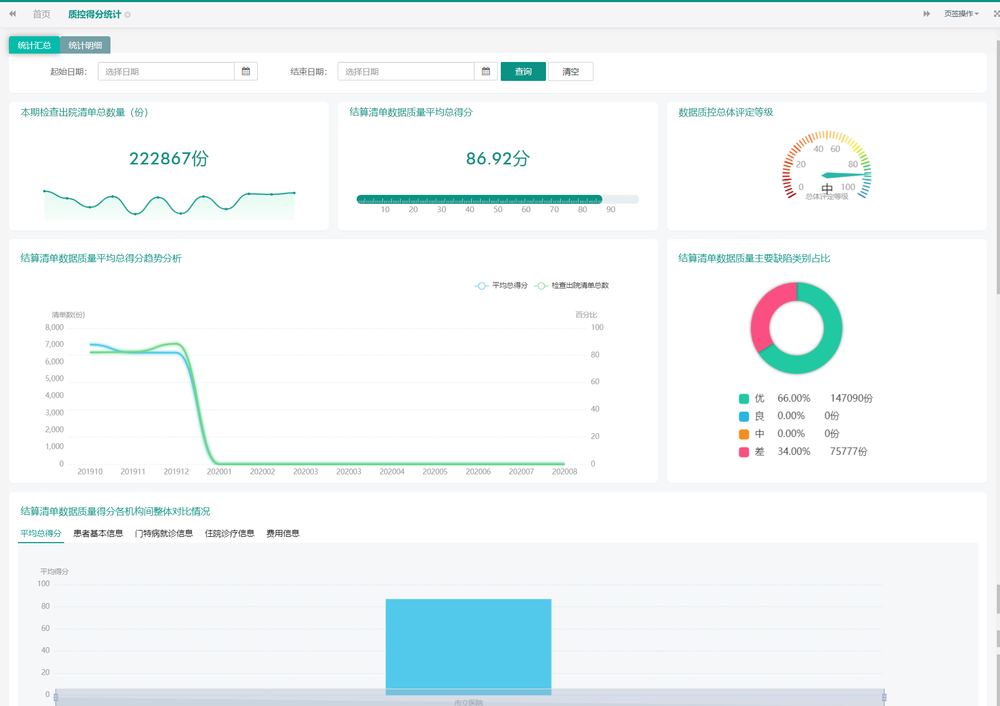 首页
质控得分统计
页签操作
统计汇总
统计明细
起始日期：
选择日期
结束日期：
选择日期
查询
清空
本期检查出院清单总数量（份）
222867份
结算清单数据质量平均总得分
86.92分
10 20 30 40 50 60 70 80 90
数据质控总体评定等级
40 60
20 80
0 中 100
总体评定等级
结算清单数据质量平均总得分趋势分析
平均总得分
检查出院清单总数
清单数(份)
百分比
8,000
7,000
6,000
5,000
4,000
3,000
2,000
1,000
0
100
80
60
40
20
0
201910 201911 201912 202001 202002 202003 202003 202004 202005 202006 202007 202008
结算清单数据质量主要缺陷类别占比
优 66.00% 147090份
良 0.00% 0份
中 0.00% 0份
差 34.00% 75777份
结算清单数据质量得分各机构间整体对比情况
平均总得分 患者基本信息 门特病就诊信息 住院诊疗信息 费用信息
平均得分
100
80
60
40
20
0
市立医院